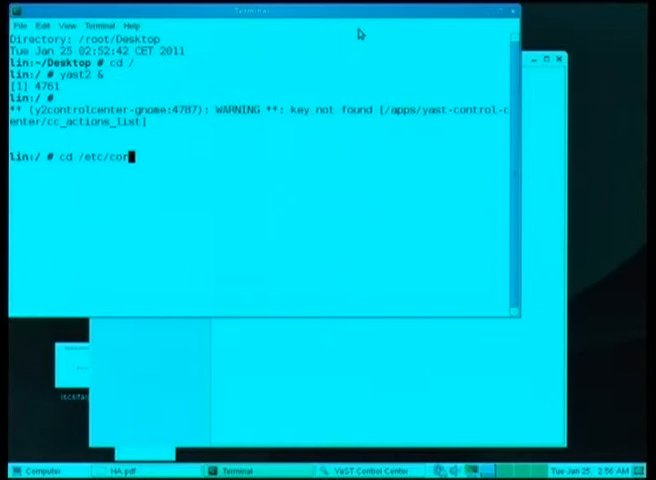 Terminal
File Edit View Terminal Help
Directory: /root/Desktop
Tue Jan 25 02:52:42 CET 2011
lin:~/Desktop # cd /
lin:/ # yast2 &
[1] 4761
lin:/ #
** (y2controlcenter-gnome:4787): WARNING **: key not found [/apps/yast-control-c
enter/cc_actions_list]
lin:/ # cd /etc/cor
Computer HA.pdf Terminal YaST Control Center Tue Jan 25, 2:56 AM